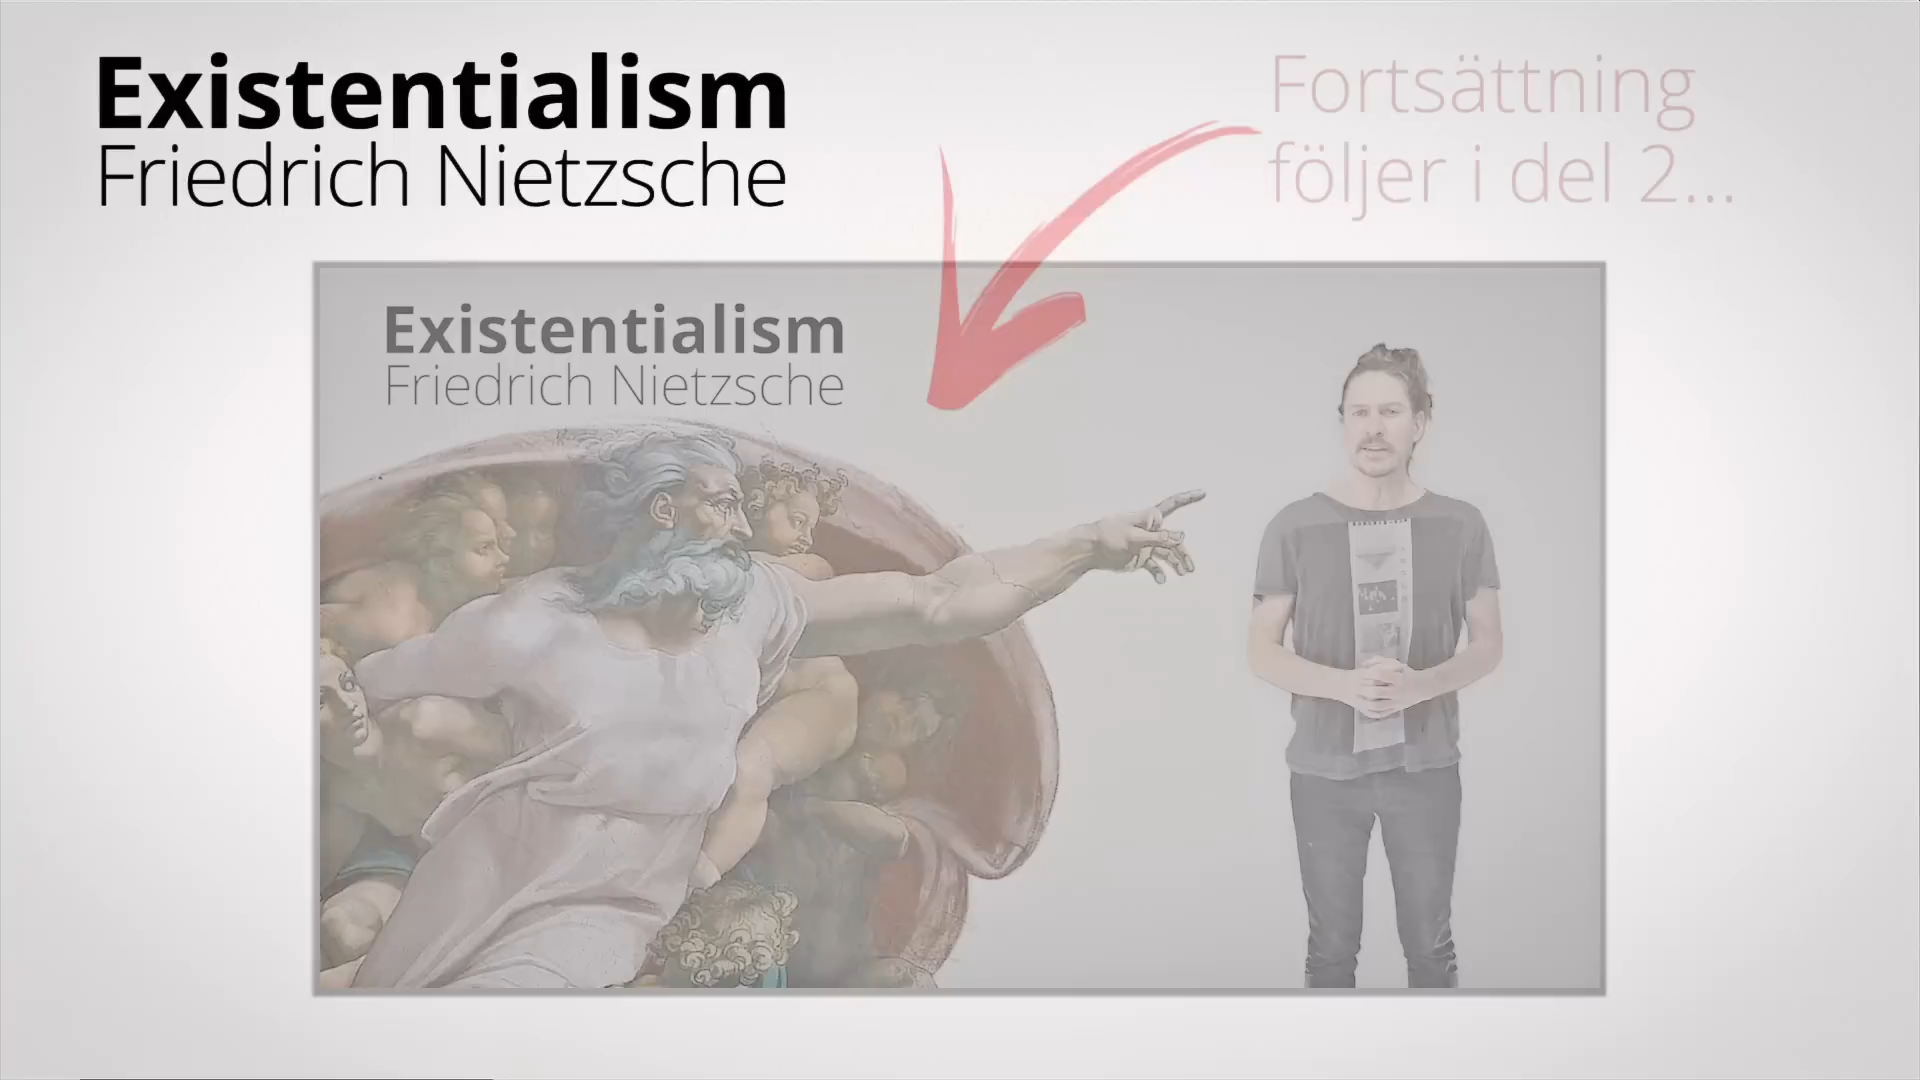 Existentialism
Friedrich Nietzsche
Fortsättning
följer i del 2...
Existentialism
Friedrich Nietzsche